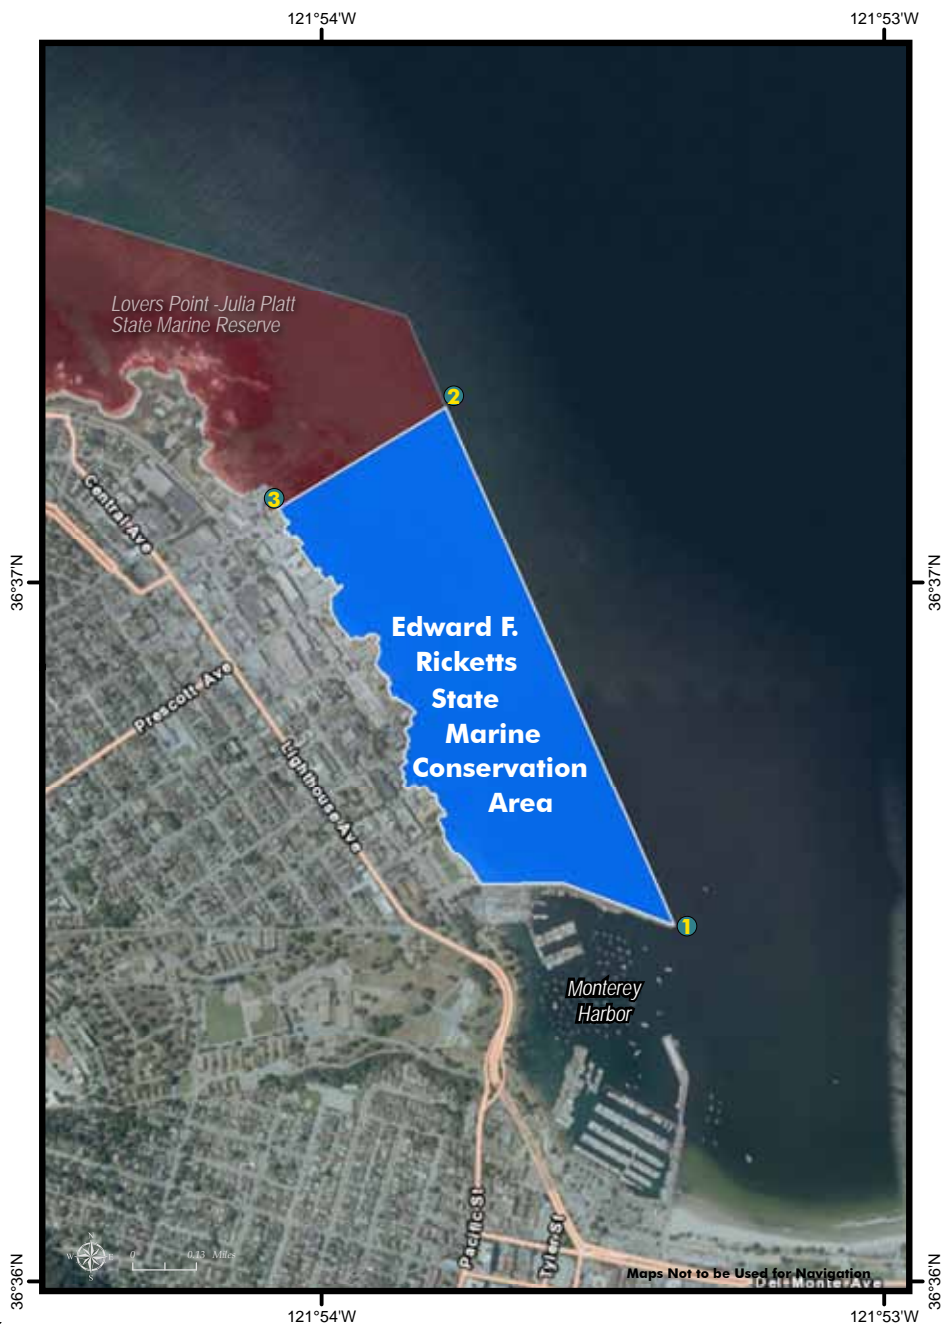 121°54'W
121°53'W
Lovers Point -Julia Platt
State Marine Reserve
2
3
Central Ave
36°37'N
36°37'N
Edward F.
Ricketts
State
Marine
Conservation
Area
Prescott Ave
Lighthouse Ave
1
Monterey
Harbor
Pacific St
Tyler St
N
W
E
S
0
0.13 Miles
Maps Not to be Used for Navigation
Del Monte Ave
36°36'N
36°36'N
121°54'W
121°53'W